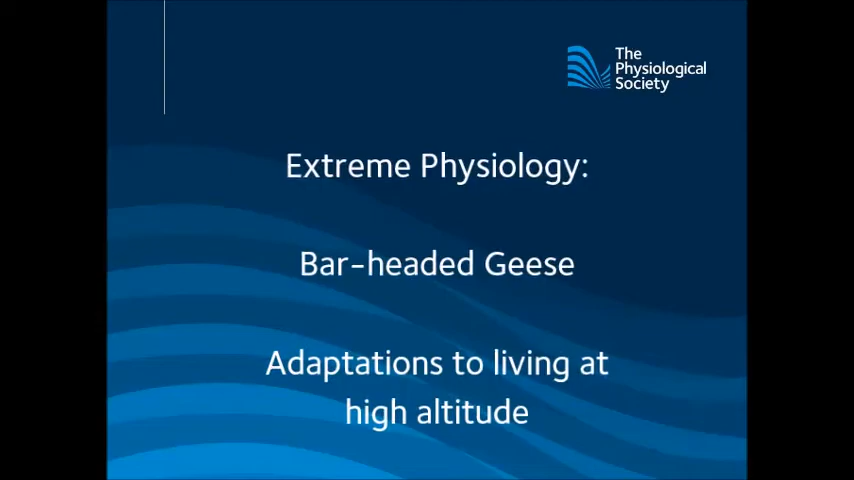 The
Physiological
Society
Extreme Physiology:
Bar-headed Geese
Adaptations to living at
high altitude